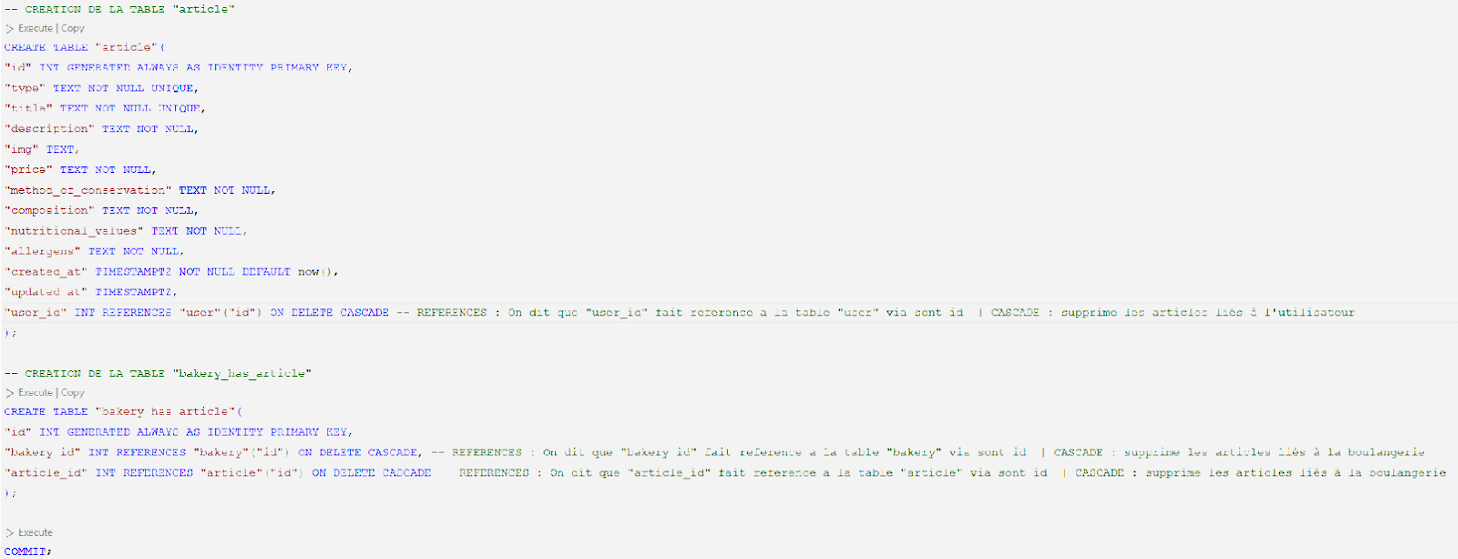 -- CREATION DE LA TABLE "article"
Execute | Copy
CREATE TABLE "article"(
"id" INT GENERATED ALWAYS AS IDENTITY PRIMARY KEY,
"type" TEXT NOT NULL UNIQUE,
"title" TEXT NOT NULL UNIQUE,
"description" TEXT NOT NULL,
"img" TEXT,
"price" TEXT NOT NULL,
"method_of_conservation" TEXT NOT NULL,
"composition" TEXT NOT NULL,
"nutritional_values" TEXT NOT NULL,
"allergens" TEXT NOT NULL,
"created_at" TIMESTAMPTZ NOT NULL DEFAULT now(),
"updated_at" TIMESTAMPTZ,
"user_id" INT REFERENCES "user"("id") ON DELETE CASCADE -- REFERENCES : On dit que "user_id" fait reference a la table "user" via sont id | CASCADE : supprime les articles liés à l'utilisateur
);
-- CREATION DE LA TABLE "bakery_has_article"
Execute | Copy
CREATE TABLE "bakery_has_article"(
"id" INT GENERATED ALWAYS AS IDENTITY PRIMARY KEY,
"bakery_id" INT REFERENCES "bakery"("id") ON DELETE CASCADE, -- REFERENCES : On dit que "bakery_id" fait reference a la table "bakery" via sont id | CASCADE : supprime les articles liés à la boulangerie
"article_id" INT REFERENCES "article"("id") ON DELETE CASCADE -- REFERENCES : On dit que "article_id" fait reference a la table "article" via sont id | CASCADE : supprime les articles liés à la boulangerie
);
Execute
COMMIT;